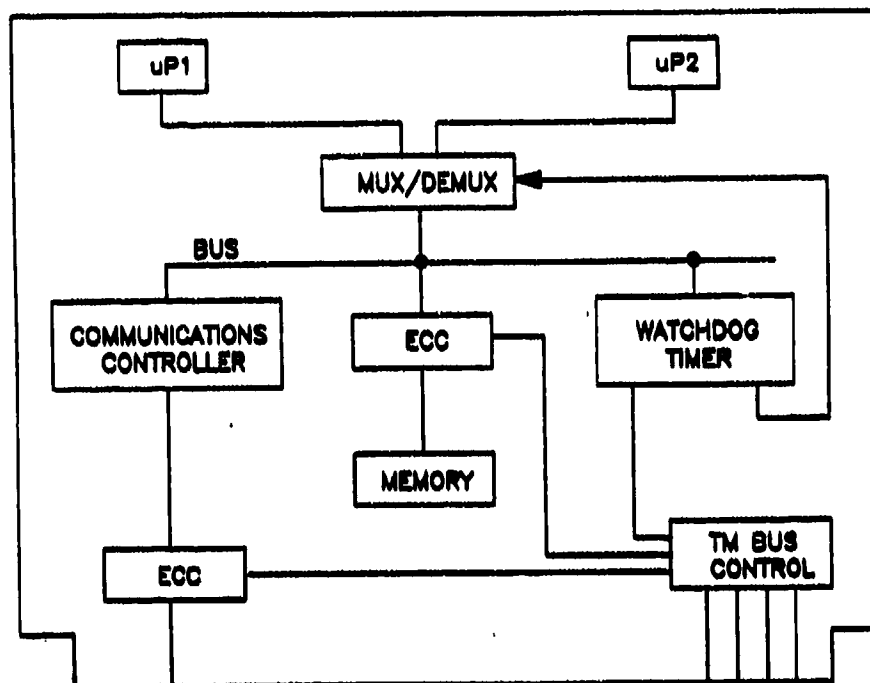 uP1
uP2
MUX/DEMUX
BUS
COMMUNICATIONS
CONTROLLER
ECC
WATCHDOG
TIMER
MEMORY
ECC
TM BUS
CONTROL